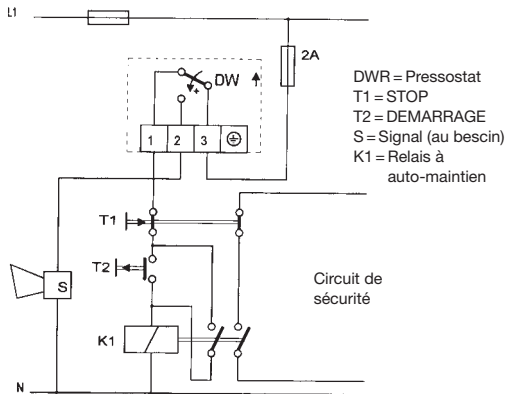 L1
2A
DW
+
1 2 3
DWR = Pressostat
T1 = STOP
T2 = DEMARRAGE
S = Signal (au bescin)
K1 = Relais à
auto-maintien
T1
T2
S
Circuit de
sécurité
K1
N